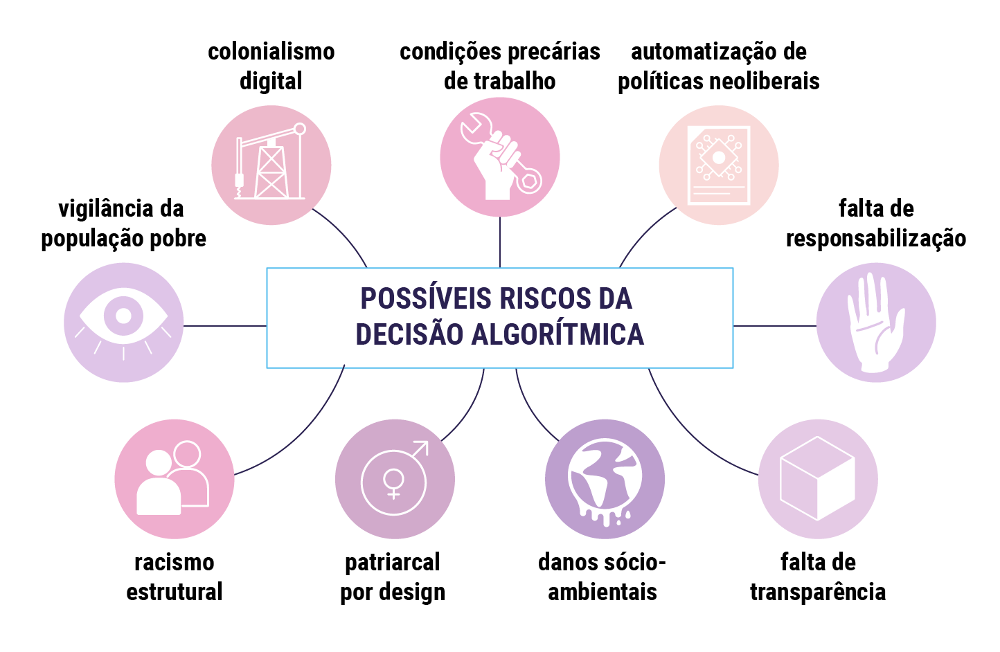 colonialismo
digital
condições precárias
de trabalho
automatização de
políticas neoliberais
vigilância da
população pobre
falta de
responsabilização
POSSÍVEIS RISCOS DA
DECISÃO ALGORÍTMICA
racismo
estrutural
patriarcal
por design
danos sócio-
ambientais
falta de
transparência